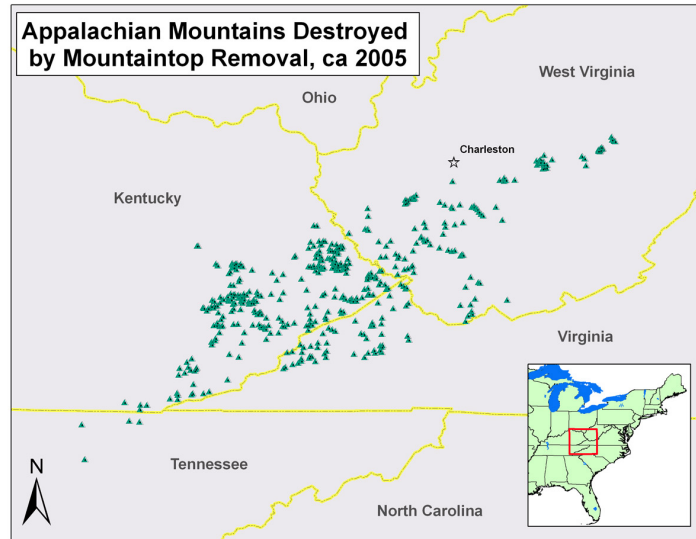 Appalachian Mountains Destroyed
by Mountaintop Removal, ca 2005
West Virginia
Ohio
Charleston
Kentucky
Virginia
N
Tennessee
North Carolina